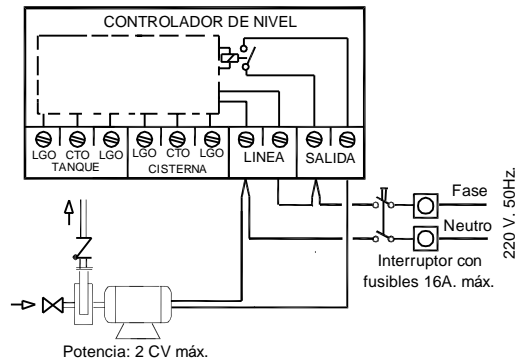 CONTROLADOR DE NIVEL
LGO CTO LGO LGO CTO LGO LINEA SALIDA
TANQUE CISTERNA
Fase
Neutro
220 V. 50Hz.
Interruptor con
fusibles 16A. máx.
Potencia: 2 CV máx.